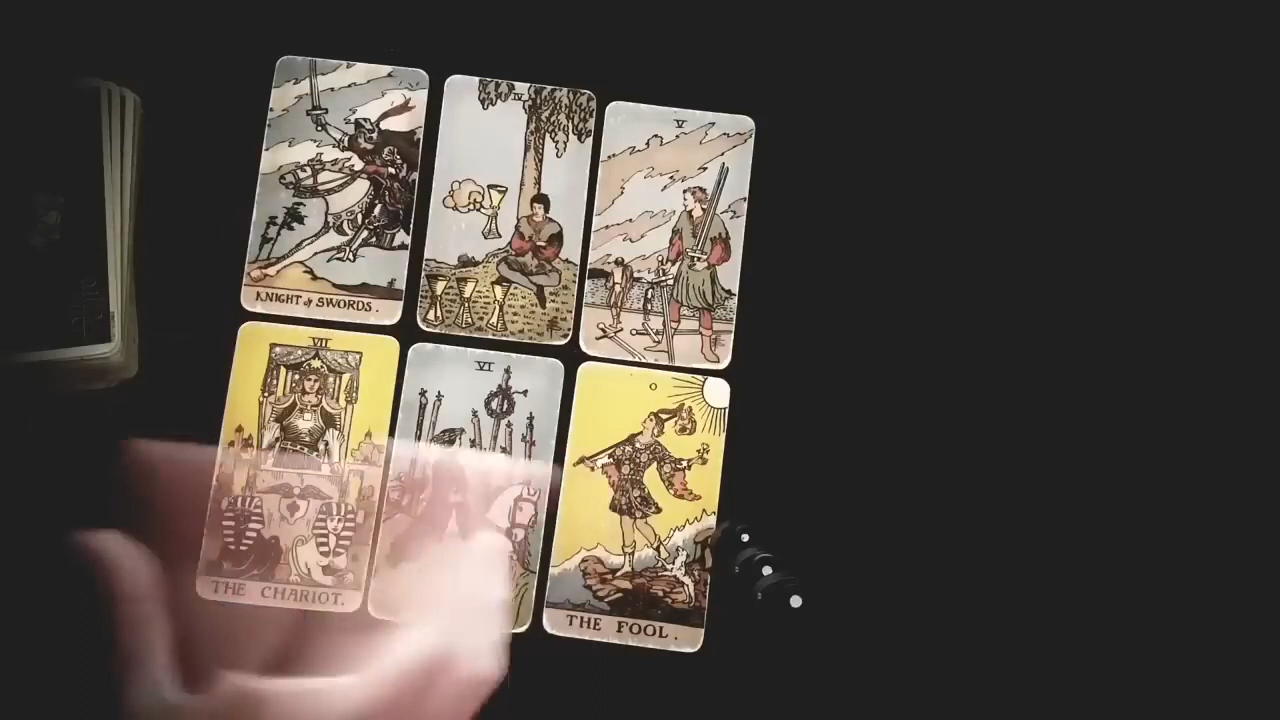 IV
V
KNIGHT of SWORDS.
VII
VI
0
THE CHARIOT.
THE FOOL.